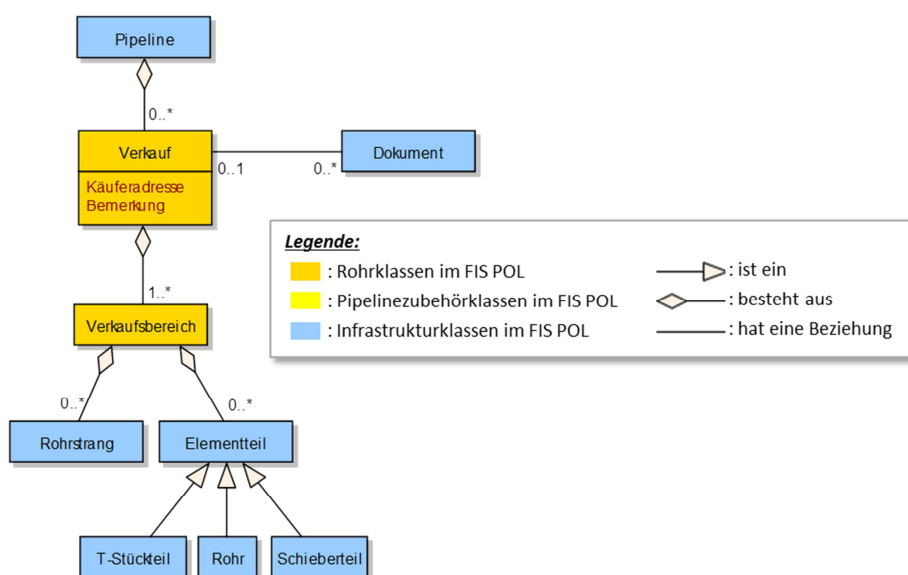 Pipeline
0..*
Verkauf
Käuferadresse
Bemerkung
0..1
0..*
Dokument
1..*
Verkaufsbereich
0..*
0..*
Rohrstrang
Elementteil
T-Stückteil
Rohr
Schieberteil
Legende:
: Rohrklassen im FIS POL
: Pipelinezubehörklassen im FIS POL
: Infrastrukturklassen im FIS POL
: ist ein
: besteht aus
: hat eine Beziehung